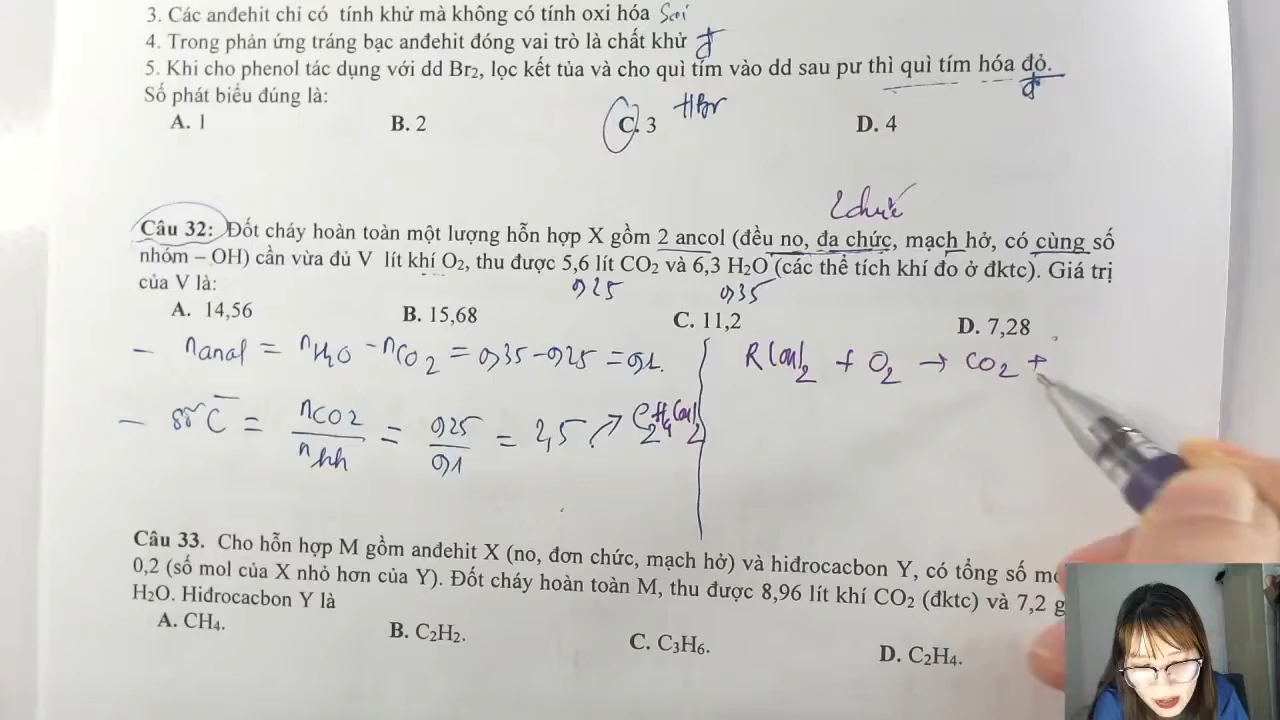 3. Các anđehit chỉ có tính khử mà không có tính oxi hóa Sai
4. Trong phản ứng tráng bạc anđehit đóng vai trò là chất khử đ
5. Khi cho phenol tác dụng với dd Br₂, lọc kết tủa và cho quì tím vào dd sau pư thì quì tím hóa đỏ. đ
Số phát biểu đúng là:
A. 1 B. 2 C. 3 HBr D. 4
2 chức
Câu 32: Đốt cháy hoàn toàn một lượng hỗn hợp X gồm 2 ancol (đều no, đa chức, mạch hở, có cùng số
nhóm – OH) cần vừa đủ V lít khí O₂, thu được 5,6 lít CO₂ và 6,3 H₂O (các thể tích khí đo ở đktc). Giá trị
của V là: 0,25 0,35
A. 14,56 B. 15,68 C. 11,2 D. 7,28
- nancol = nH₂O - nCO₂ = 0,35 - 0,25 = 0,1.
R(OH)₂ + O₂ → CO₂ +
- số C̄ = nCO₂ / nhh = 0,25 / 0,1 = 2,5 ↗ C₂H₄(OH)₂
Câu 33. Cho hỗn hợp M gồm anđehit X (no, đơn chức, mạch hở) và hiđrocacbon Y, có tổng số
0,2 (số mol của X nhỏ hơn của Y). Đốt cháy hoàn toàn M, thu được 8,96 lít khí CO₂ (đktc) và 7,2 g
H₂O. Hiđrocacbon Y là
A. CH₄. B. C₂H₂. C. C₃H₆. D. C₂H₄.